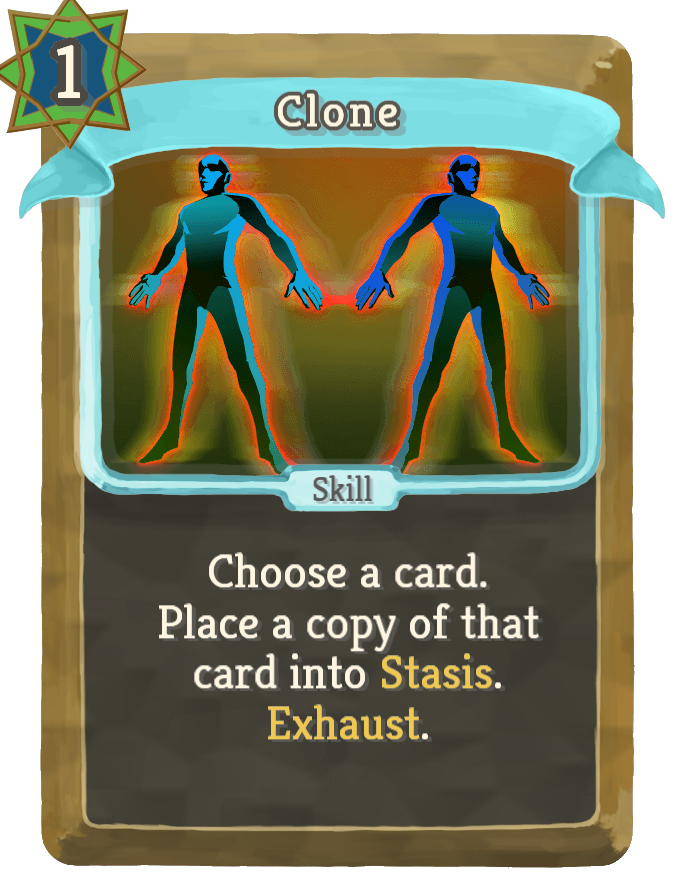 1
Clone
Skill
Choose a card.
Place a copy of that
card into Stasis.
Exhaust.